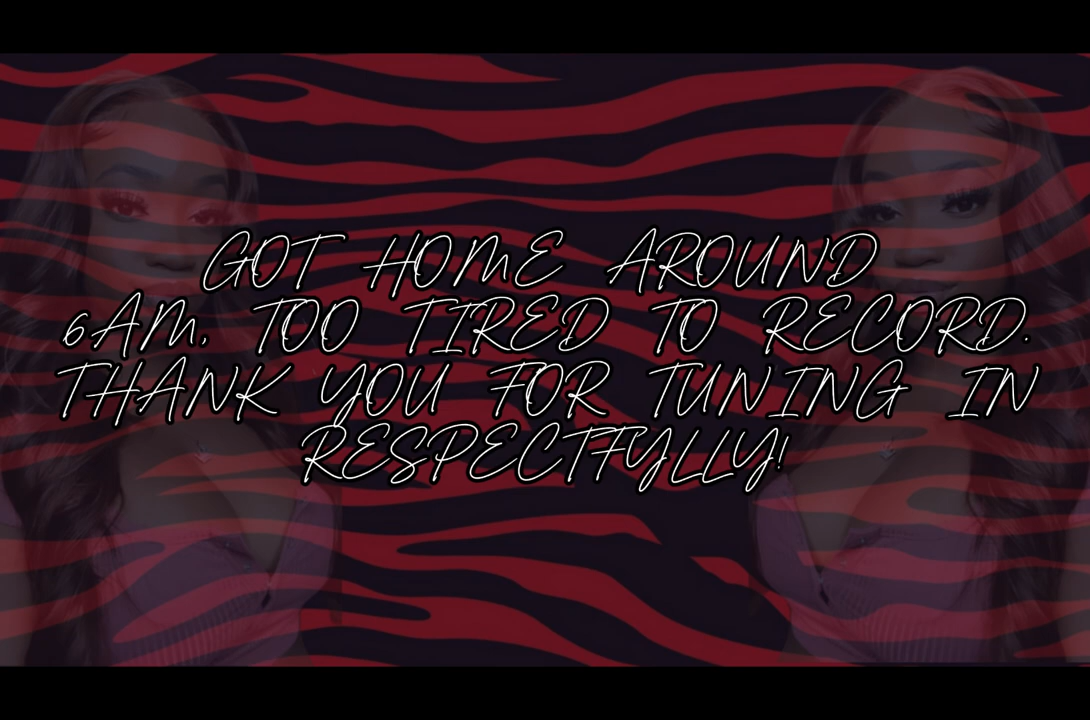 GOT HOME AROUND
6AM, TOO TIRED TO RECORD.
THANK YOU FOR TUNING IN
RESPECTFYLLY!